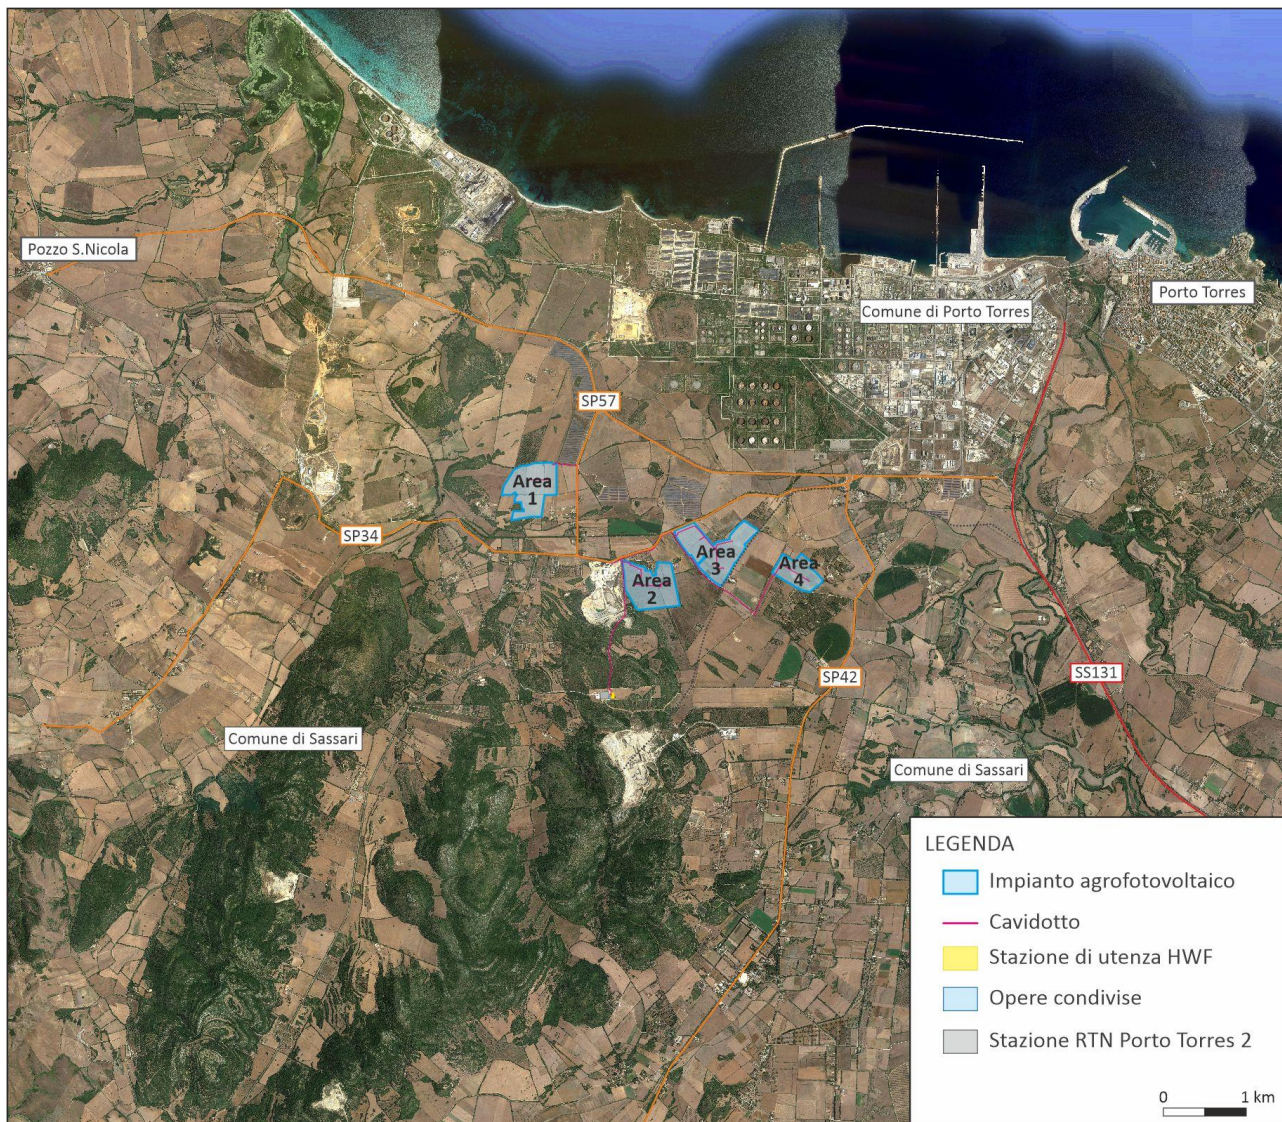 Pozzo S.Nicola
Porto Torres
Comune di Porto Torres
SP57
Area
1
SP34
Area
3
Area
4
Area
2
SP42
SS131
Comune di Sassari
Comune di Sassari
LEGENDA
Impianto agrofotovoltaico
Cavidotto
Stazione di utenza HWF
Opere condivise
Stazione RTN Porto Torres 2
0 1 km